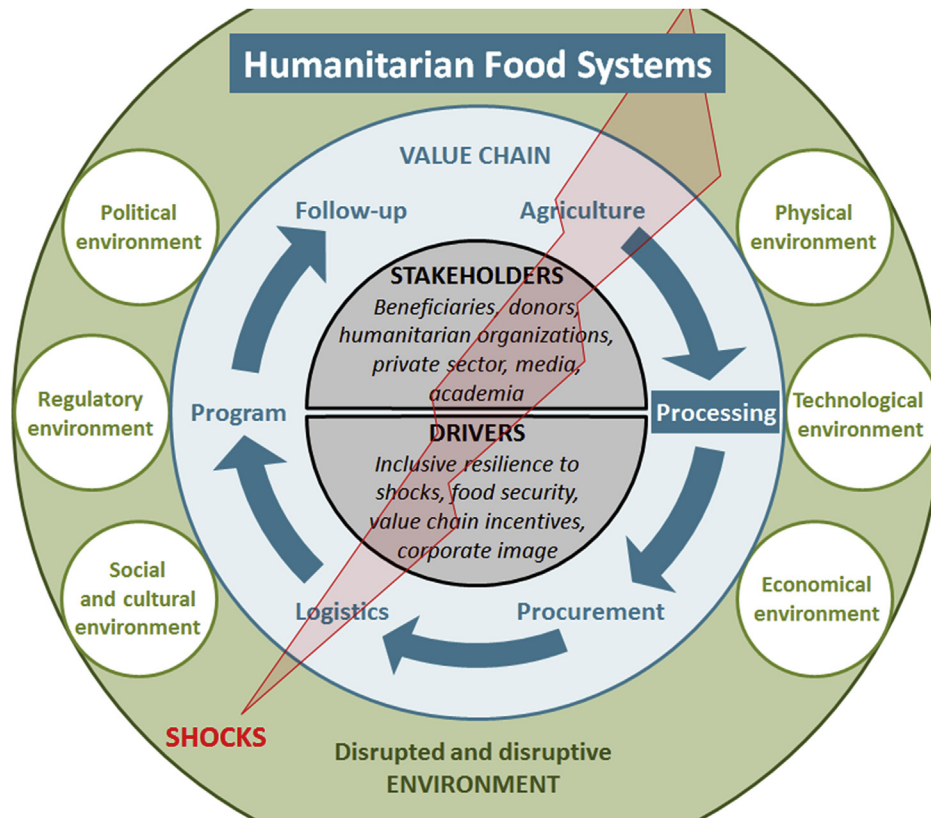 Humanitarian Food Systems
VALUE CHAIN
Political
environment
Follow-up
Agriculture
Physical
environment
STAKEHOLDERS
Beneficiaries, donors,
humanitarian organizations,
private sector, media,
academia
Regulatory
environment
Program
Processing
Technological
environment
DRIVERS
Inclusive resilience to
shocks, food security,
value chain incentives,
corporate image
Social
and cultural
environment
Logistics
Procurement
Economical
environment
SHOCKS
Disrupted and disruptive
ENVIRONMENT